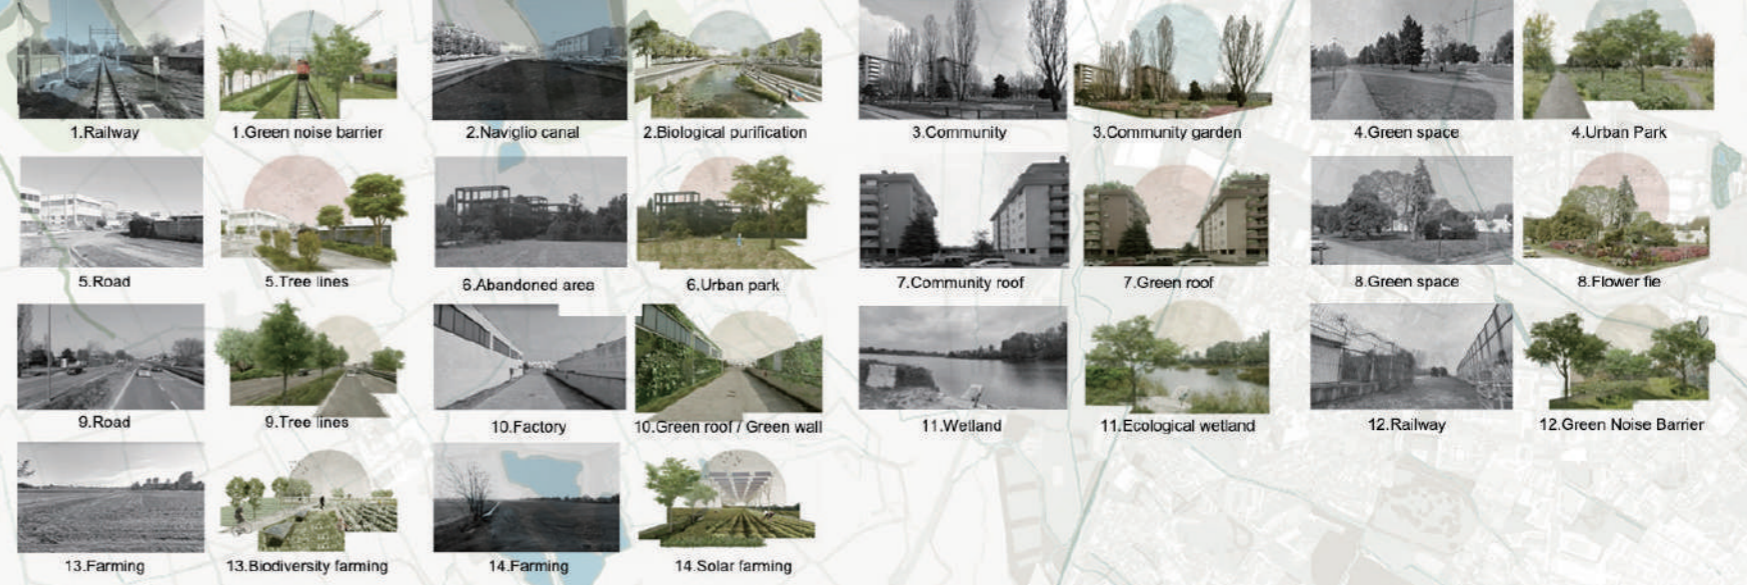 1.Railway
1.Green noise barrier
2.Naviglio canal
2.Biological purification
3.Community
3.Community garden
4.Green space
4.Urban Park
5.Road
5.Tree lines
6.Abandoned area
6.Urban park
7.Community roof
7.Green roof
8.Green space
8.Flower fie
9.Road
9.Tree lines
10.Factory
10.Green roof / Green wall
11.Wetland
11.Ecological wetland
12.Railway
12.Green Noise Barrier
13.Farming
13.Biodiversity farming
14.Farming
14.Solar farming